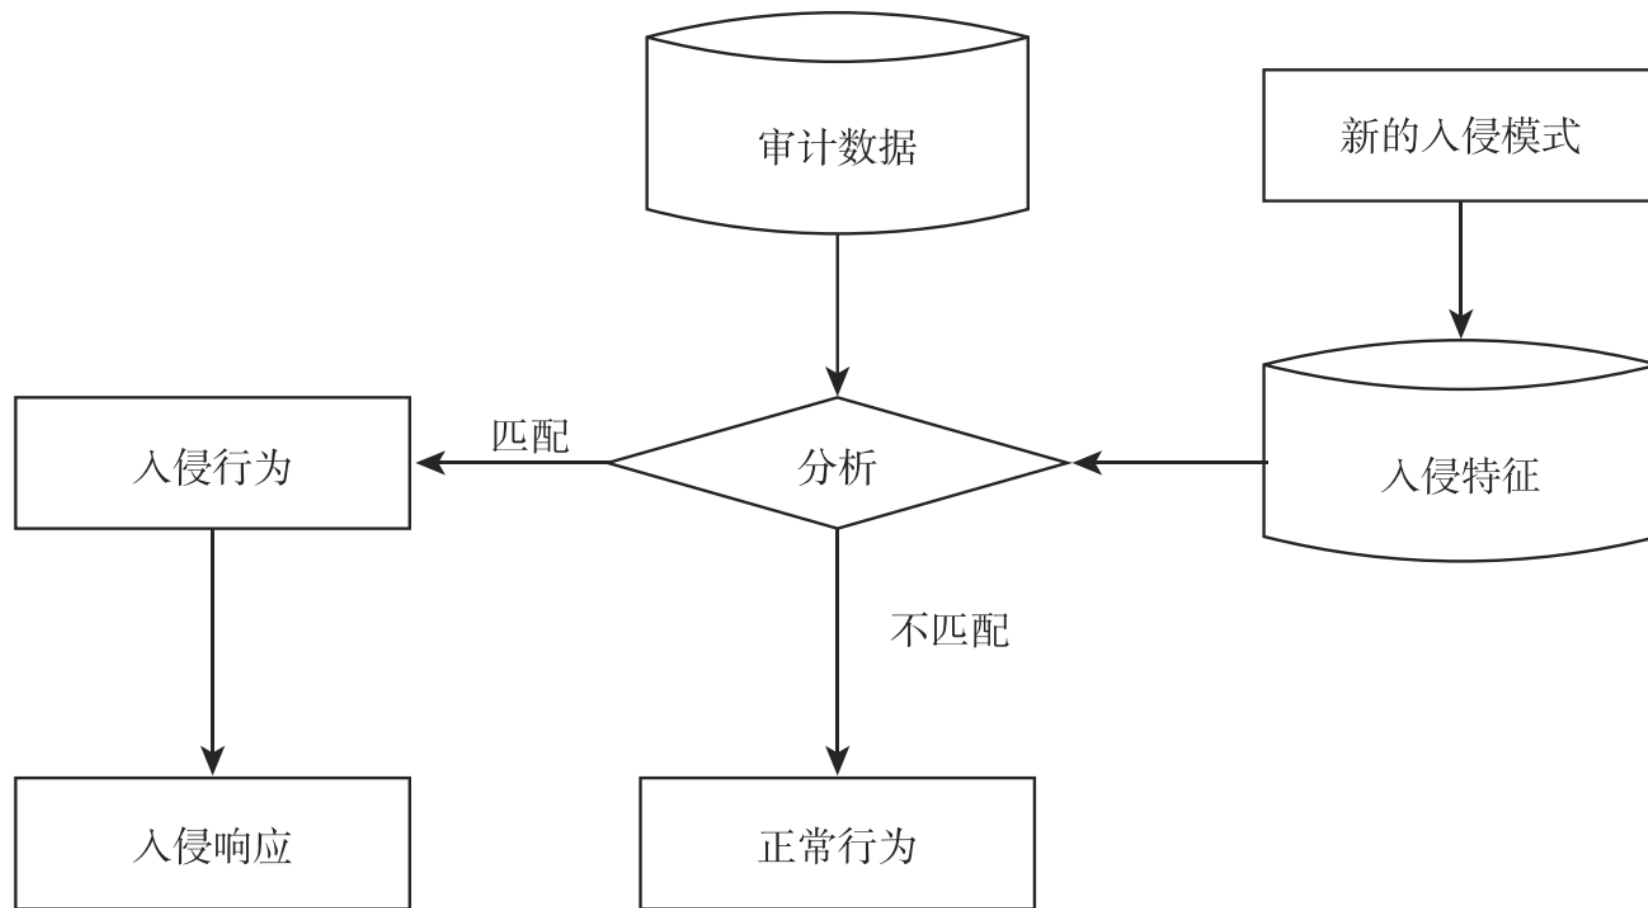 审计数据
新的入侵模式
匹配
入侵行为
分析
入侵特征
不匹配
入侵响应
正常行为